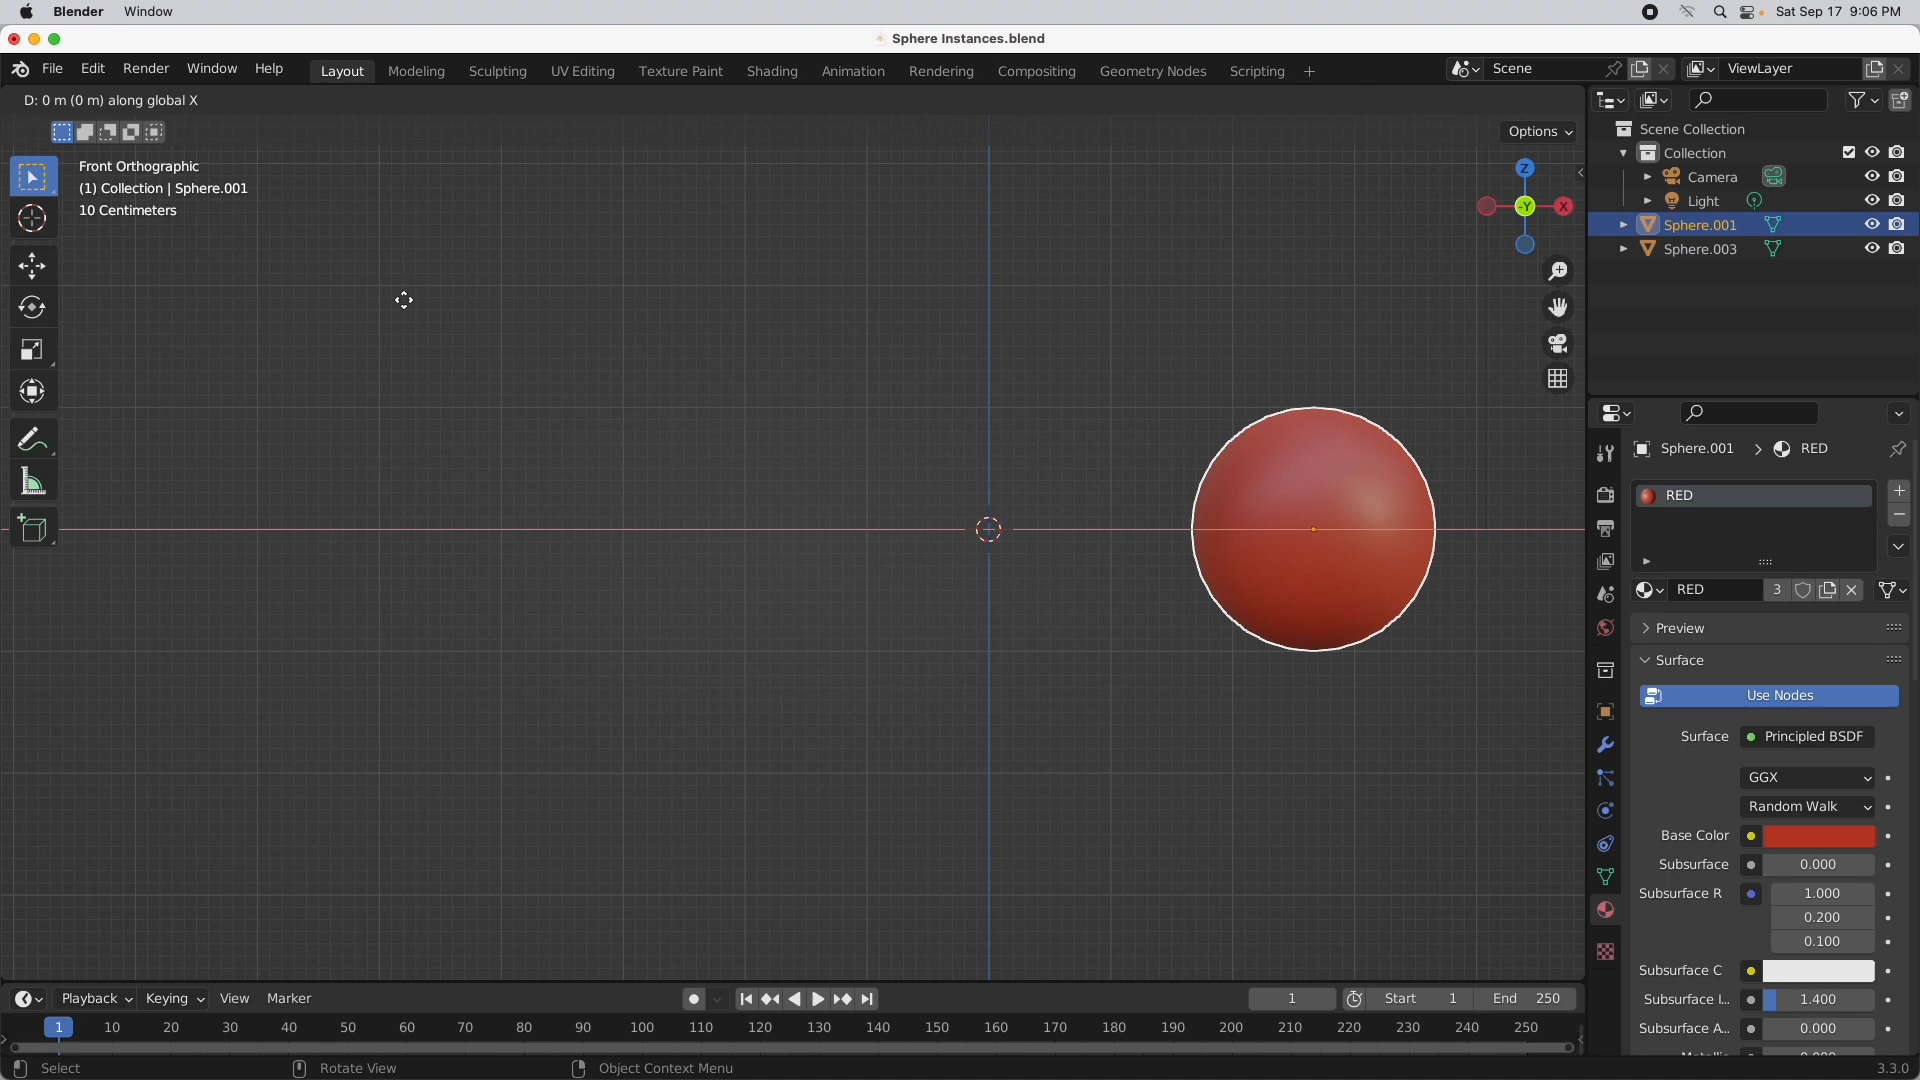 Blender Window Sat Sep 17 9:06 PM
Sphere Instances.blend
File Edit Render Window Help Layout Modeling Sculpting UV Editing Texture Paint Shading Animation Rendering Compositing Geometry Nodes Scripting + Scene ViewLayer
D: 0 m (0 m) along global X
Options
Front Orthographic
(1) Collection | Sphere.001
10 Centimeters
Z
-Y
X
Scene Collection
Collection
Camera
Light
Sphere.001
Sphere.003
Sphere.001 > RED
RED
RED 3
Preview
Surface
Use Nodes
Surface Principled BSDF
GGX
Random Walk
Base Color
Subsurface 0.000
Subsurface R 1.000
0.200
0.100
Subsurface C
Subsurface I... 1.400
Subsurface A... 0.000
Playback Keying View Marker 1 Start 1 End 250
1 10 20 30 40 50 60 70 80 90 100 110 120 130 140 150 160 170 180 190 200 210 220 230 240 250
Select Rotate View Object Context Menu 3.3.0